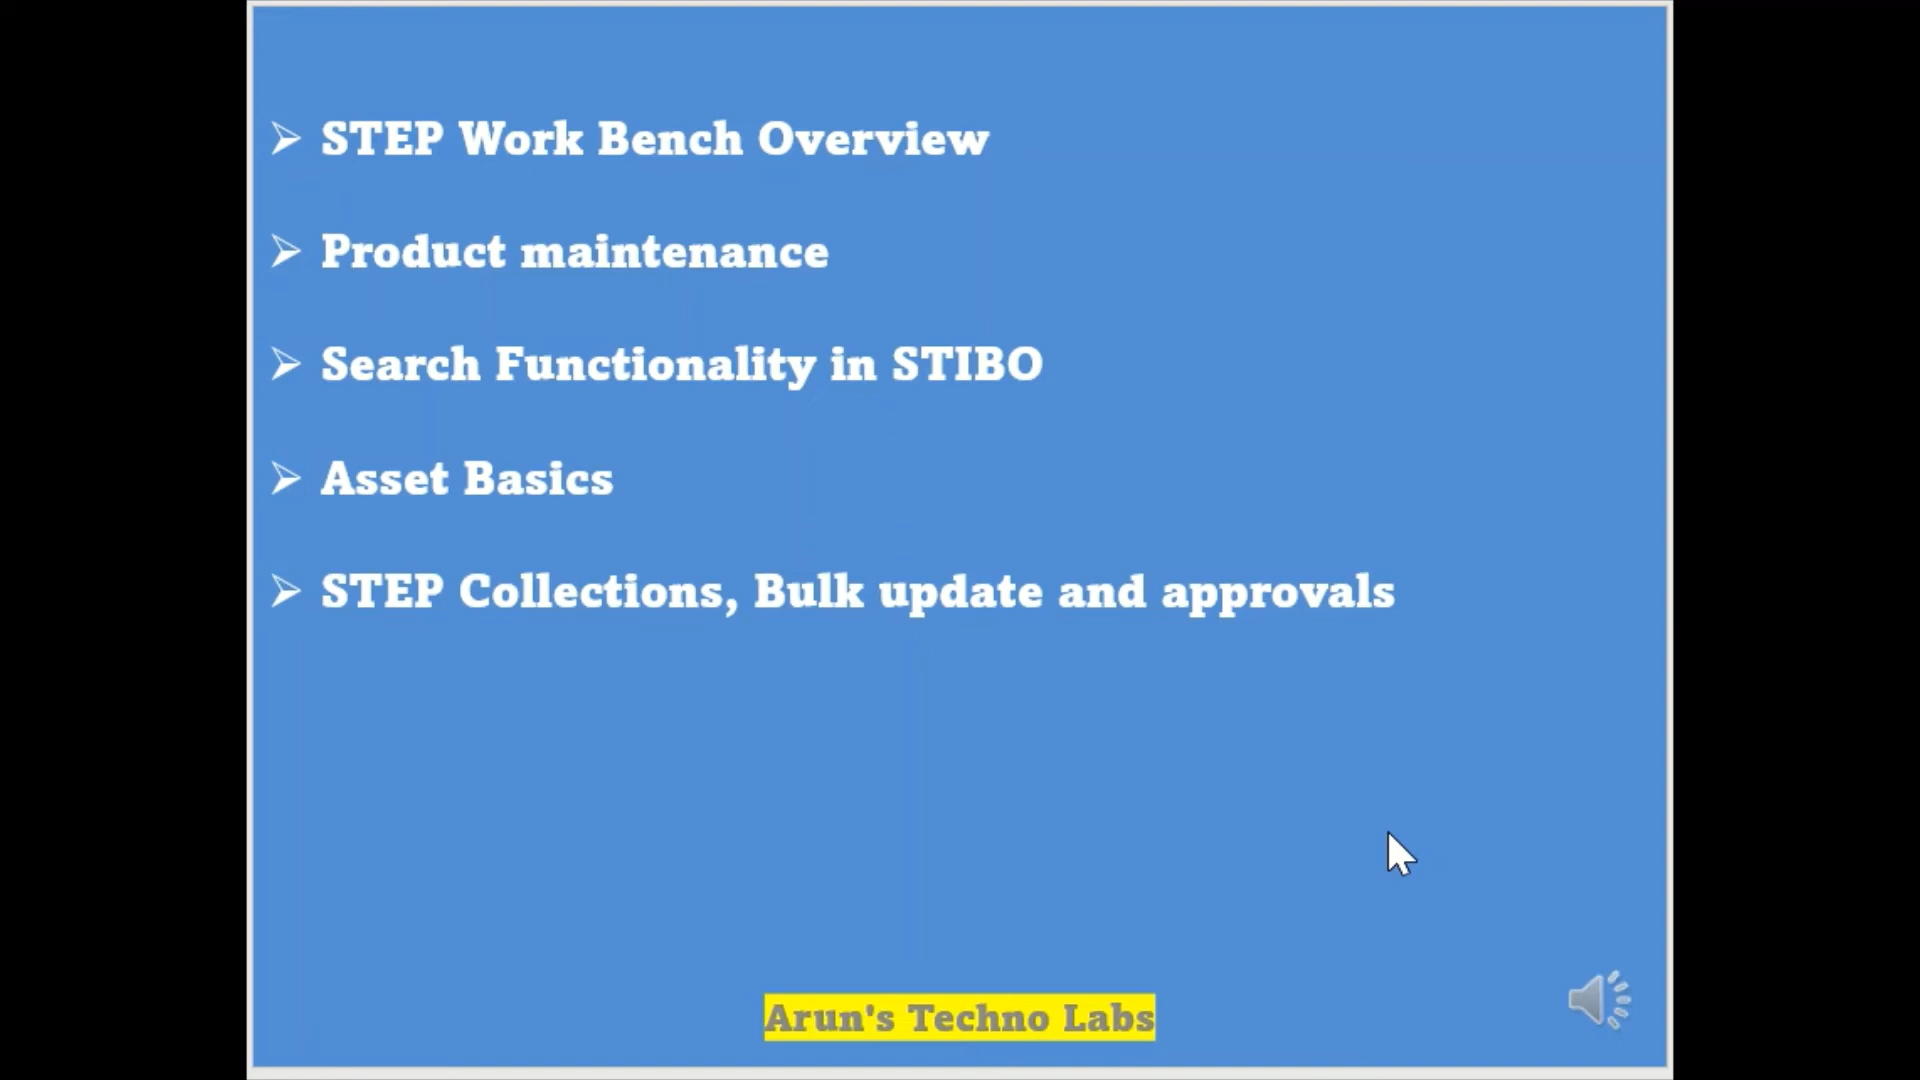 STEP Work Bench Overview
Product maintenance
Search Functionality in STIBO
Asset Basics
STEP Collections, Bulk update and approvals
Arun's Techno Labs